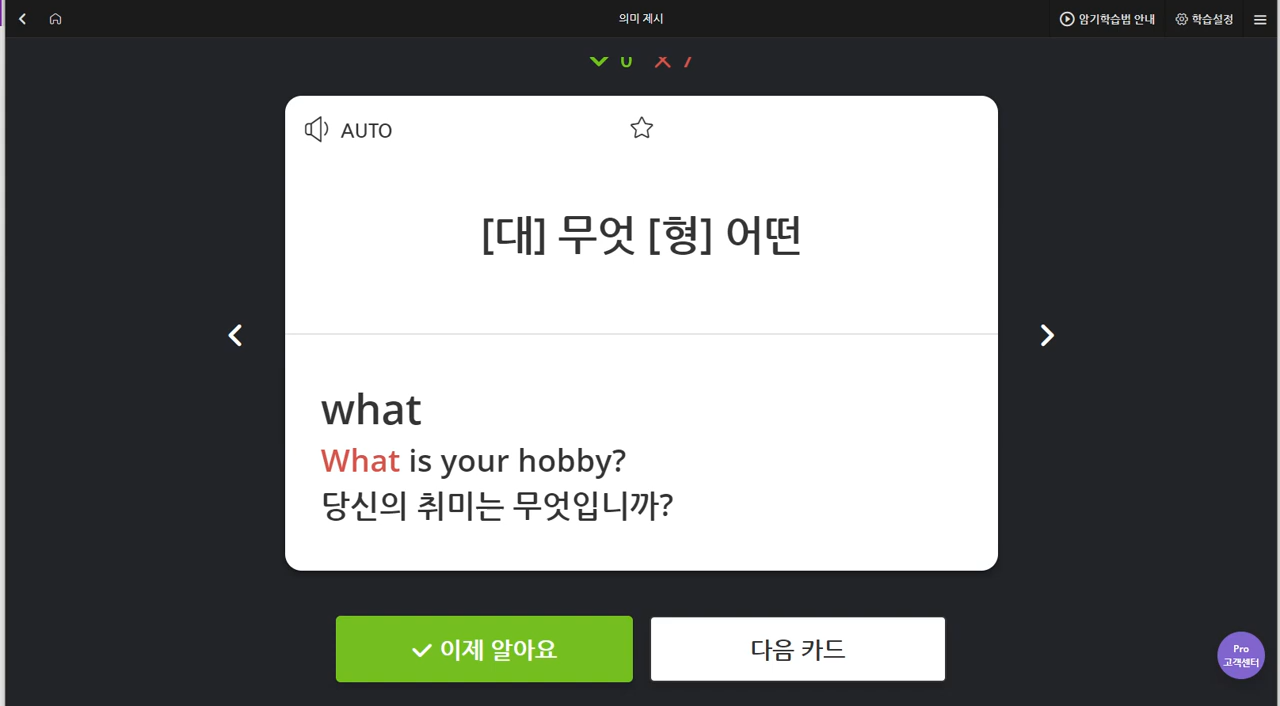 의미 제시
암기학습법 안내
학습설정
AUTO
[대] 무엇 [형] 어떤
what
What is your hobby?
당신의 취미는 무엇입니까?
이제 알아요
다음 카드
Pro
고객센터